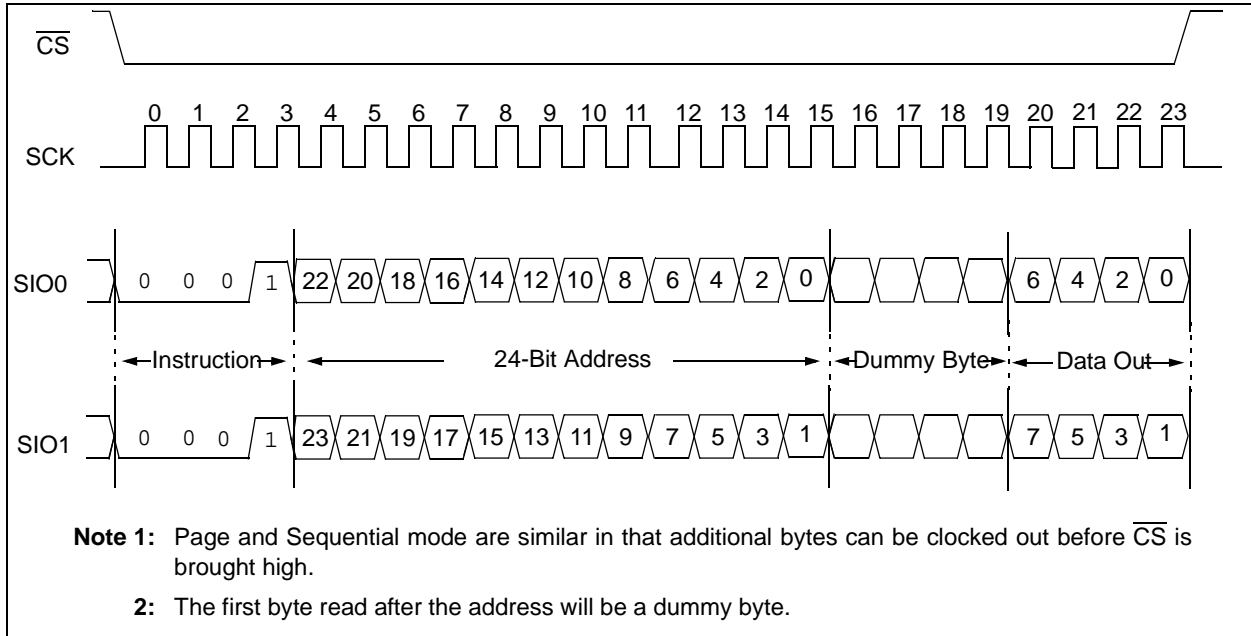 CS
0 1 2 3 4 5 6 7 8 9 10 11 12 13 14 15 16 17 18 19 20 21 22 23
SCK
SIO0 0 0 0 1 22 20 18 16 14 12 10 8 6 4 2 0 6 4 2 0
Instruction 24-Bit Address Dummy Byte Data Out
SIO1 0 0 0 1 23 21 19 17 15 13 11 9 7 5 3 1 7 5 3 1
Note 1: Page and Sequential mode are similar in that additional bytes can be clocked out before CS is
brought high.
2: The first byte read after the address will be a dummy byte.